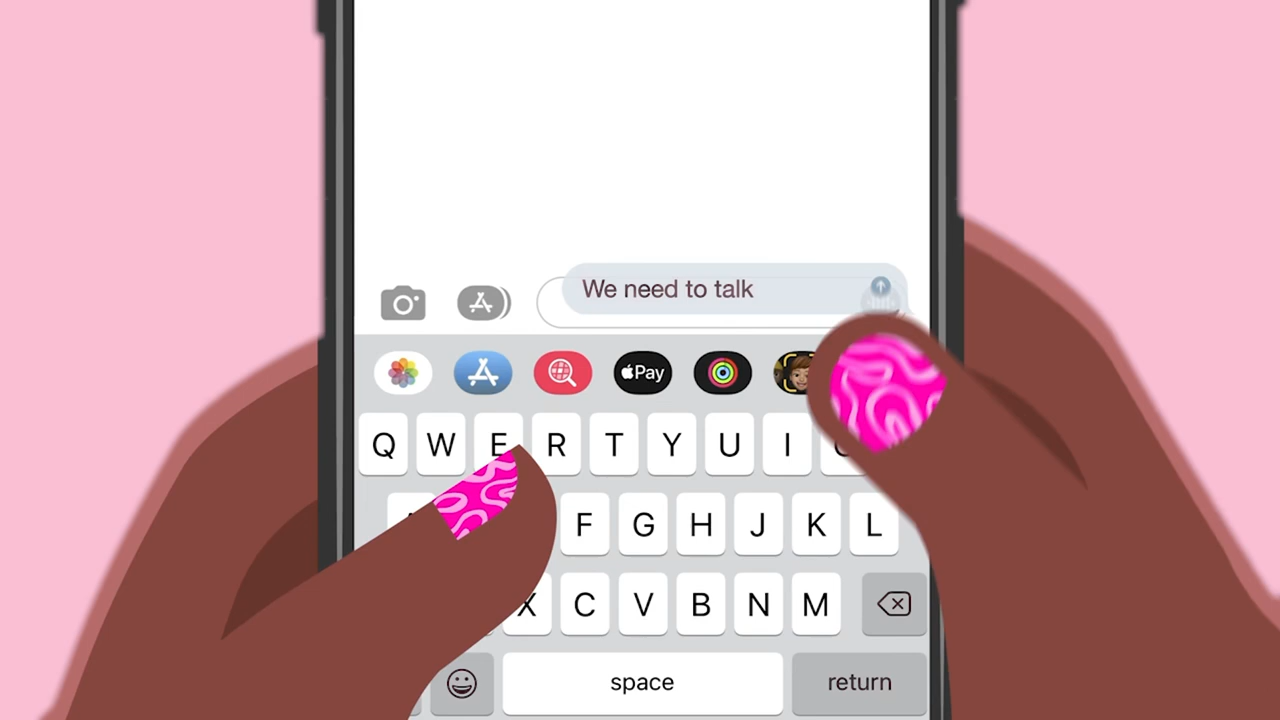 We need to talk
Pay
Q W E R T Y U I
F G H J K L
X C V B N M
space
return